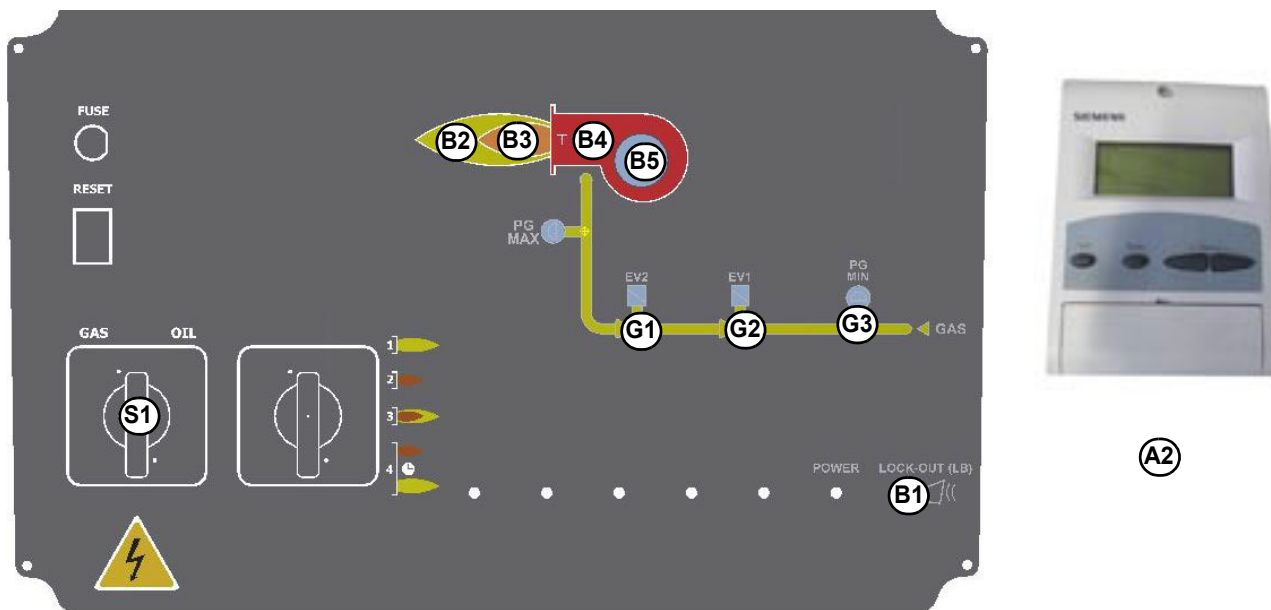 FUSE
RESET
B2
B3
T
B4
B5
PG
MAX
EV2
EV1
PG
MIN
G1
G2
G3
GAS
GAS
OIL
S1
1
2
3
4
POWER
LOCK-OUT (LB)
B1
SIEMENS
A2